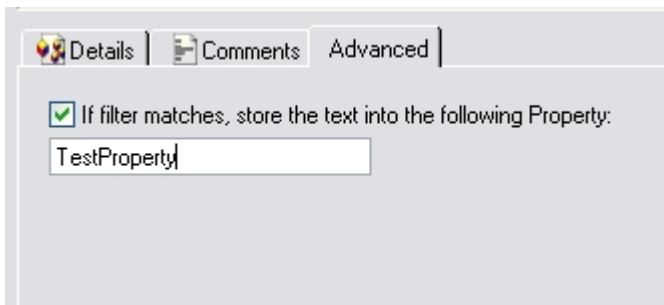 Details Comments Advanced
If filter matches, store the text into the following Property:
TestProperty